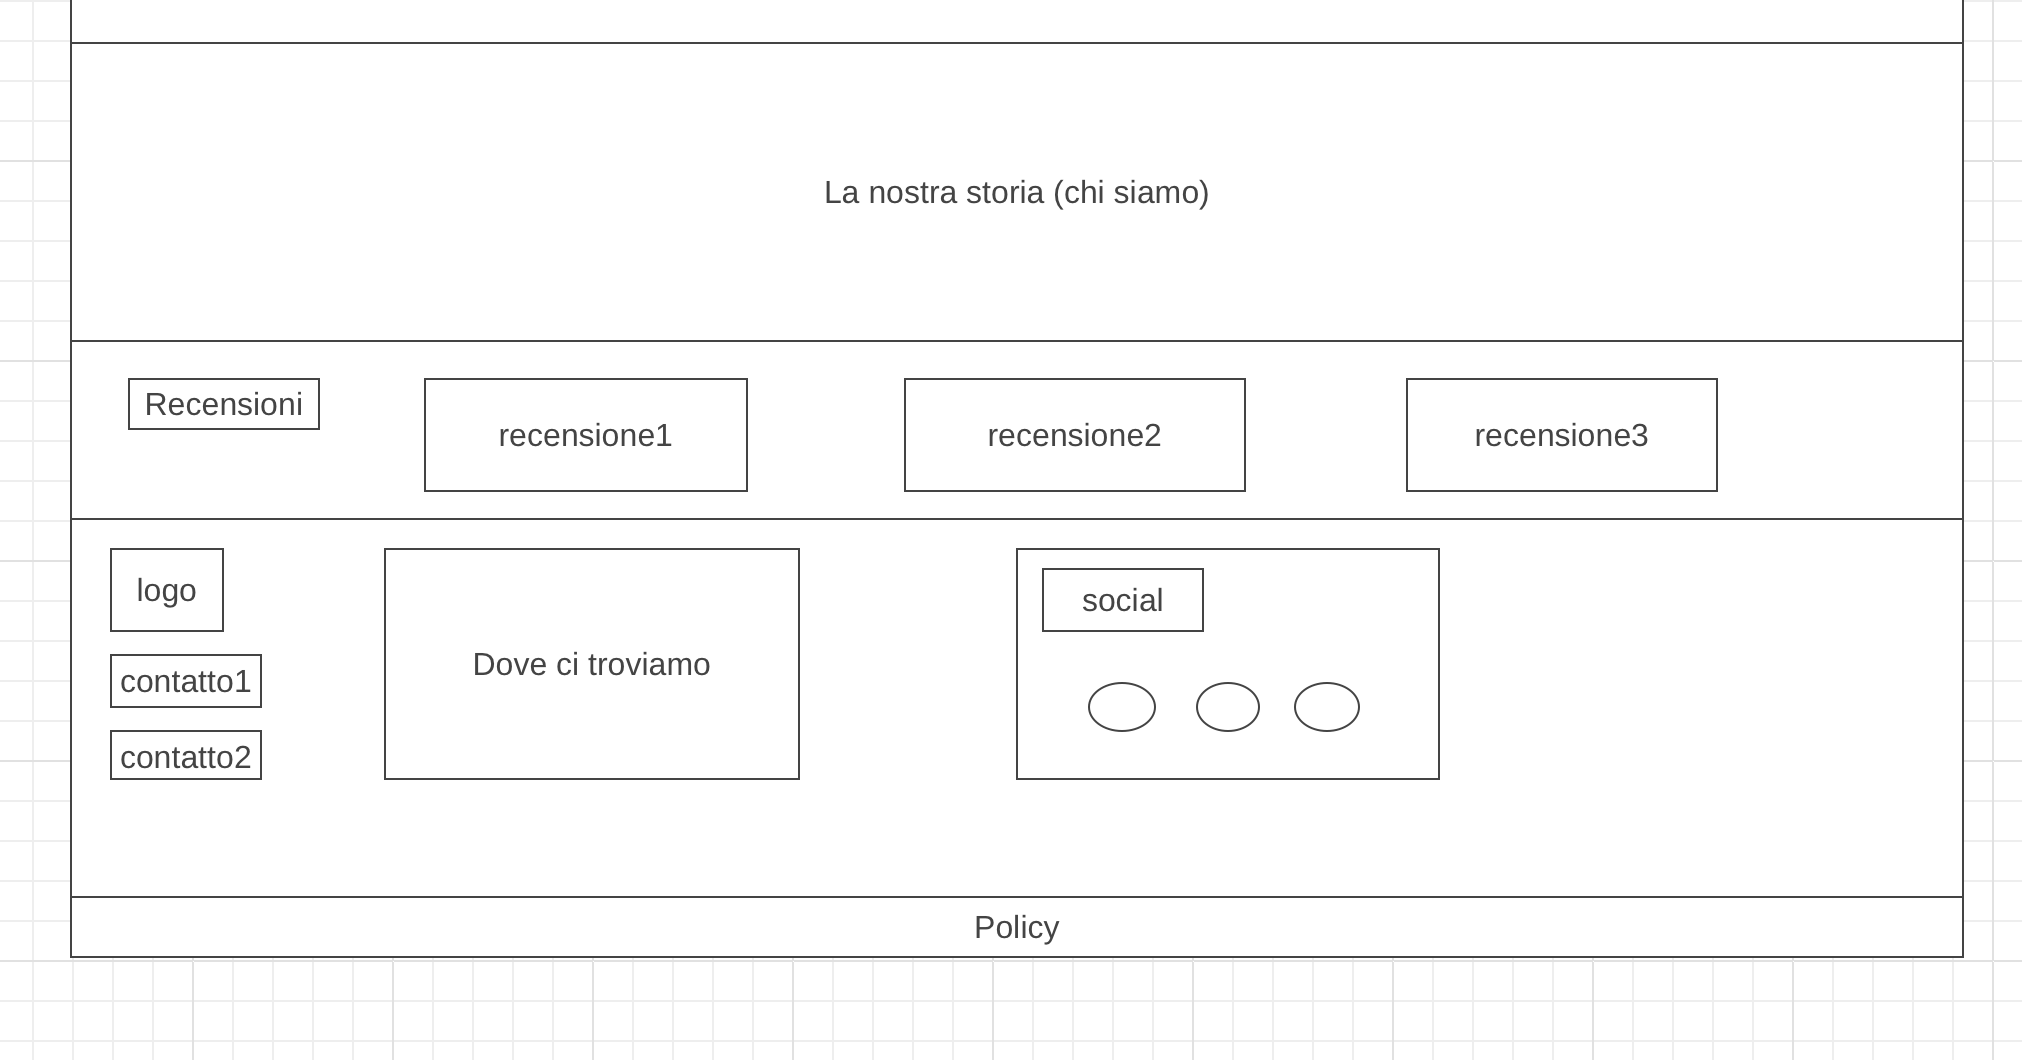 La nostra storia (chi siamo)
Recensioni
recensione1
recensione2
recensione3
logo
contatto1
contatto2
Dove ci troviamo
social
Policy